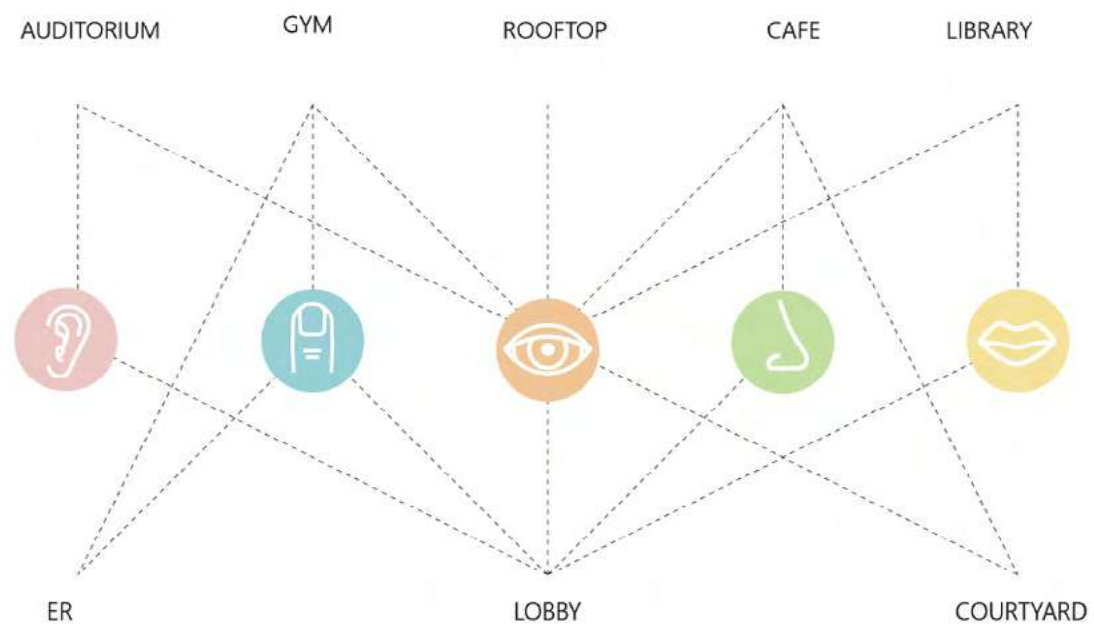 AUDITORIUM
GYM
ROOFTOP
CAFE
LIBRARY
ER
LOBBY
COURTYARD